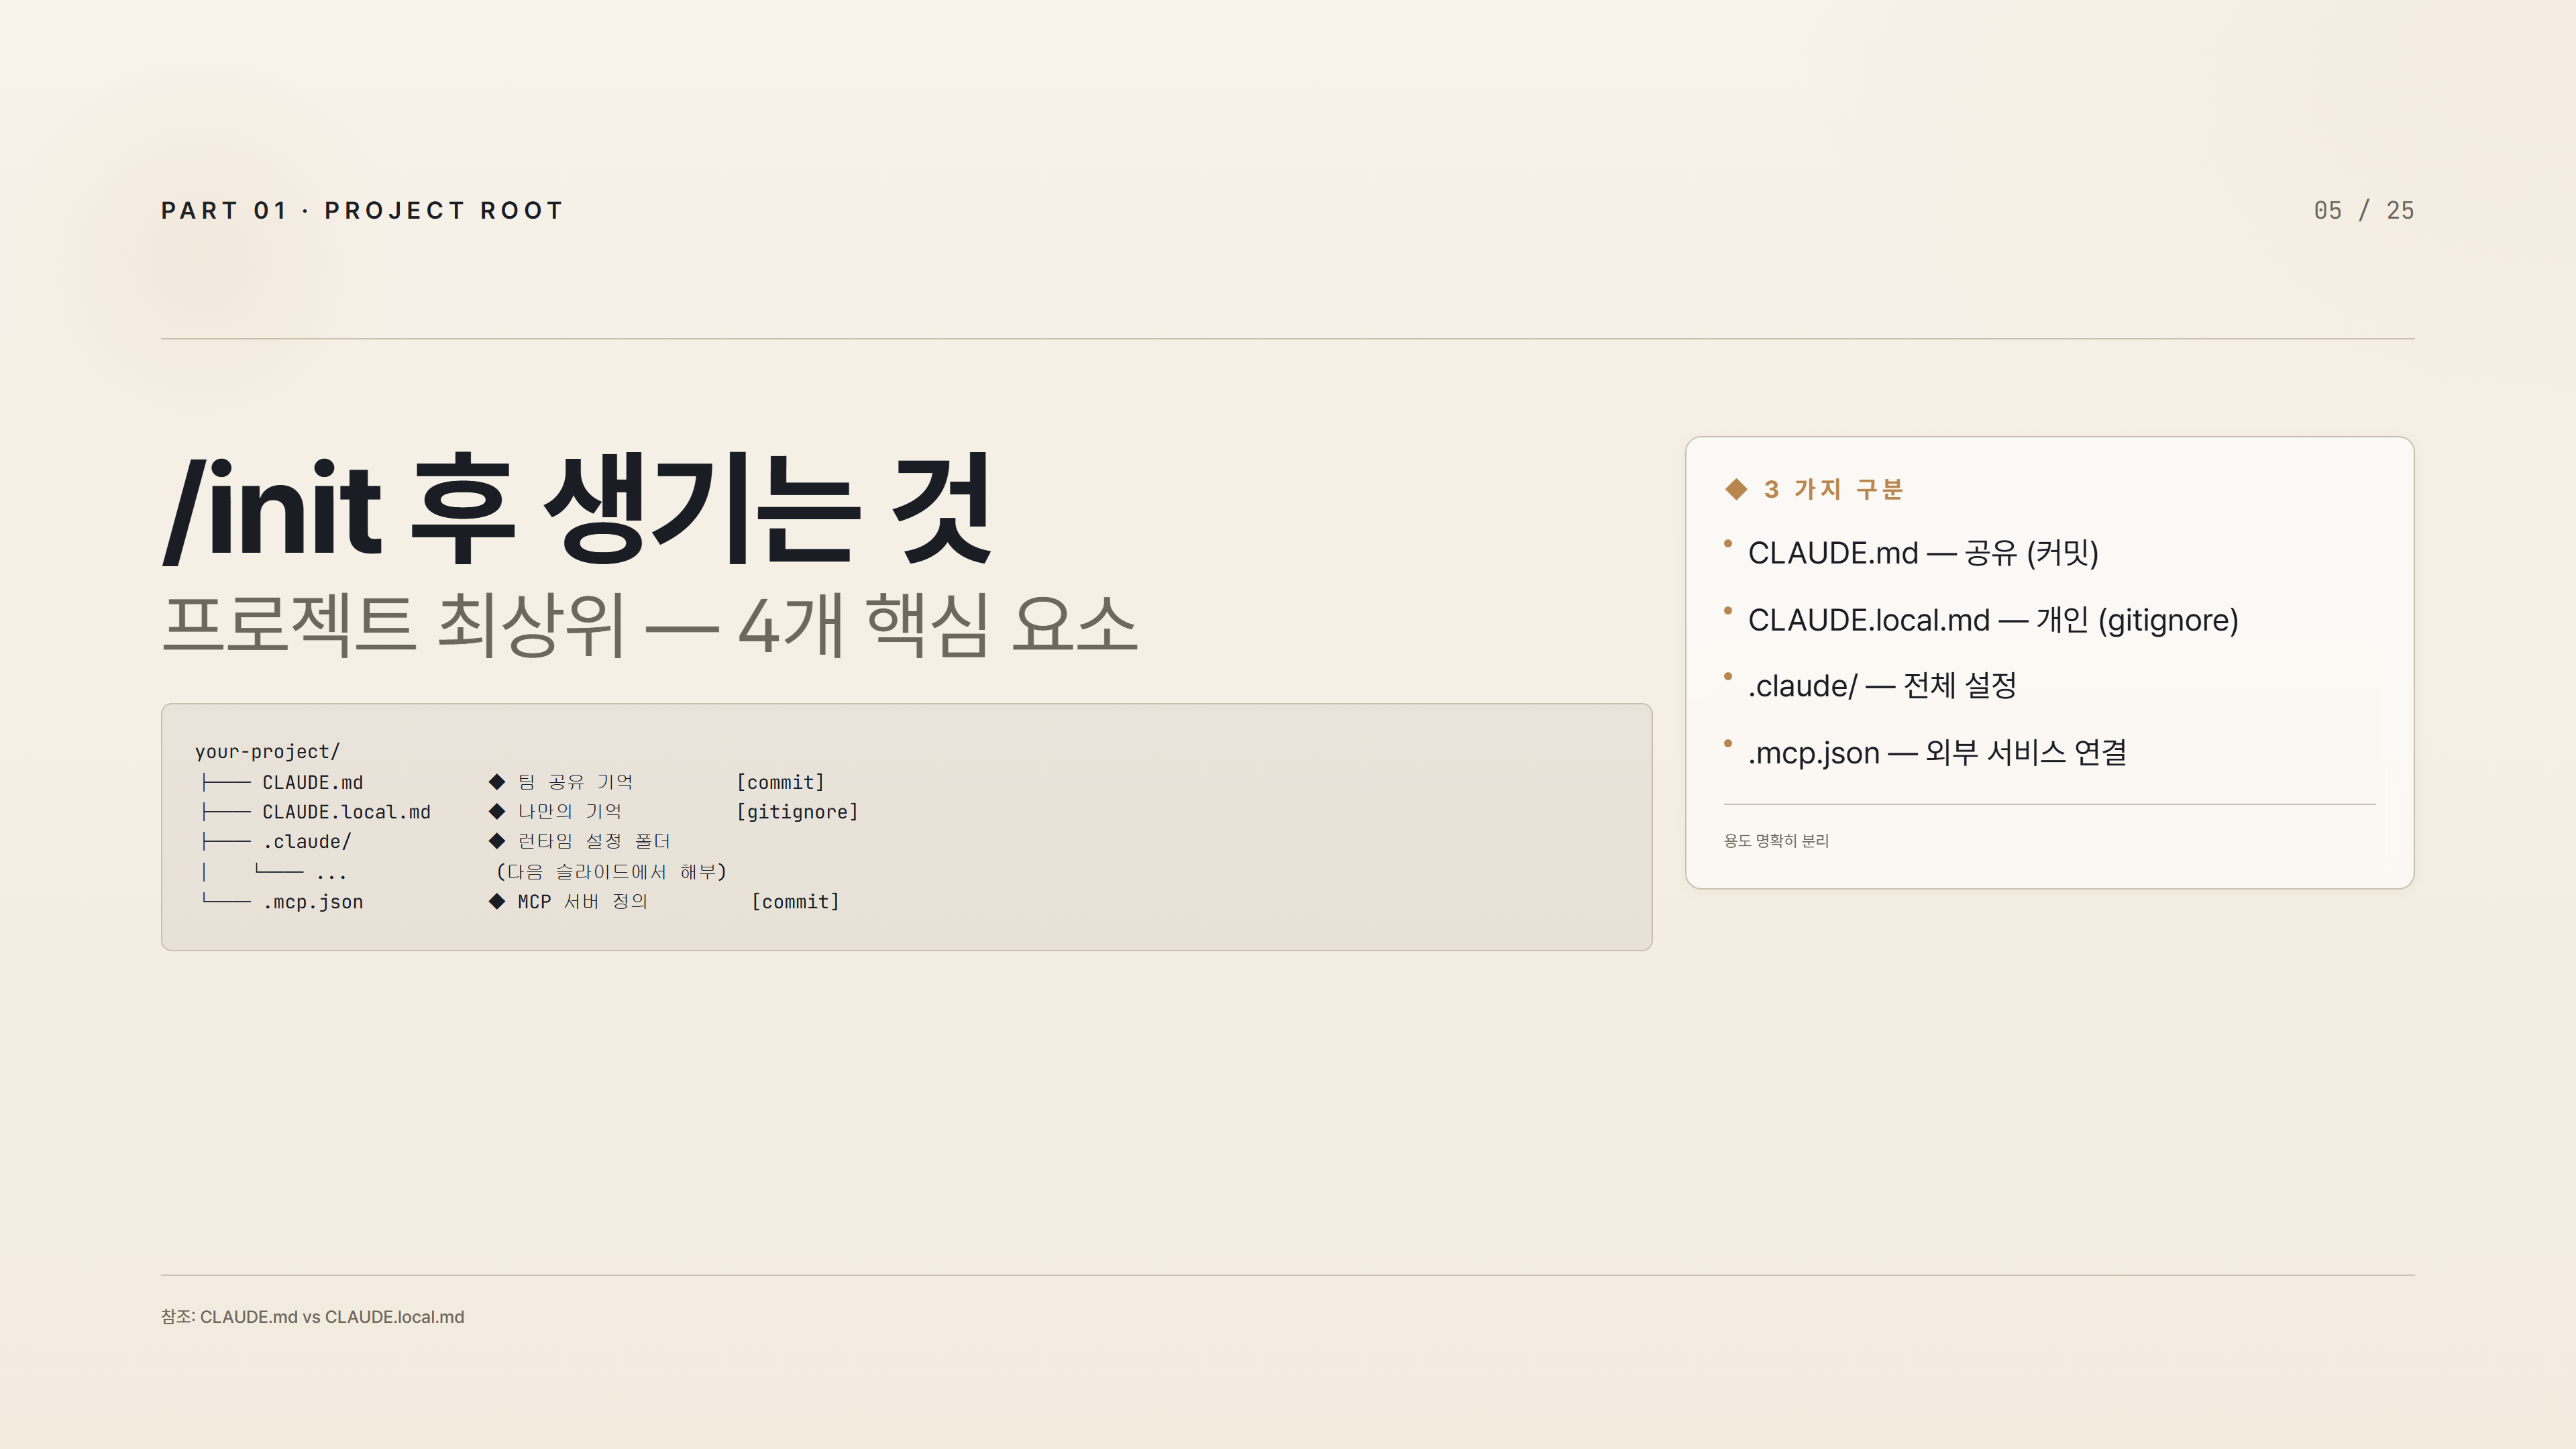 PART 01 · PROJECT ROOT
05 / 25
/init 후 생기는 것
프로젝트 최상위 — 4개 핵심 요소
your-project/
├── CLAUDE.md ◆ 팀 공유 기억 [commit]
├── CLAUDE.local.md ◆ 나만의 기억 [gitignore]
├── .claude/ ◆ 런타임 설정 폴더
│ └── ... (다음 슬라이드에서 해부)
└── .mcp.json ◆ MCP 서버 정의 [commit]
◆ 3 가지 구분
• CLAUDE.md — 공유 (커밋)
• CLAUDE.local.md — 개인 (gitignore)
• .claude/ — 전체 설정
• .mcp.json — 외부 서비스 연결
용도 명확히 분리
참조: CLAUDE.md vs CLAUDE.local.md